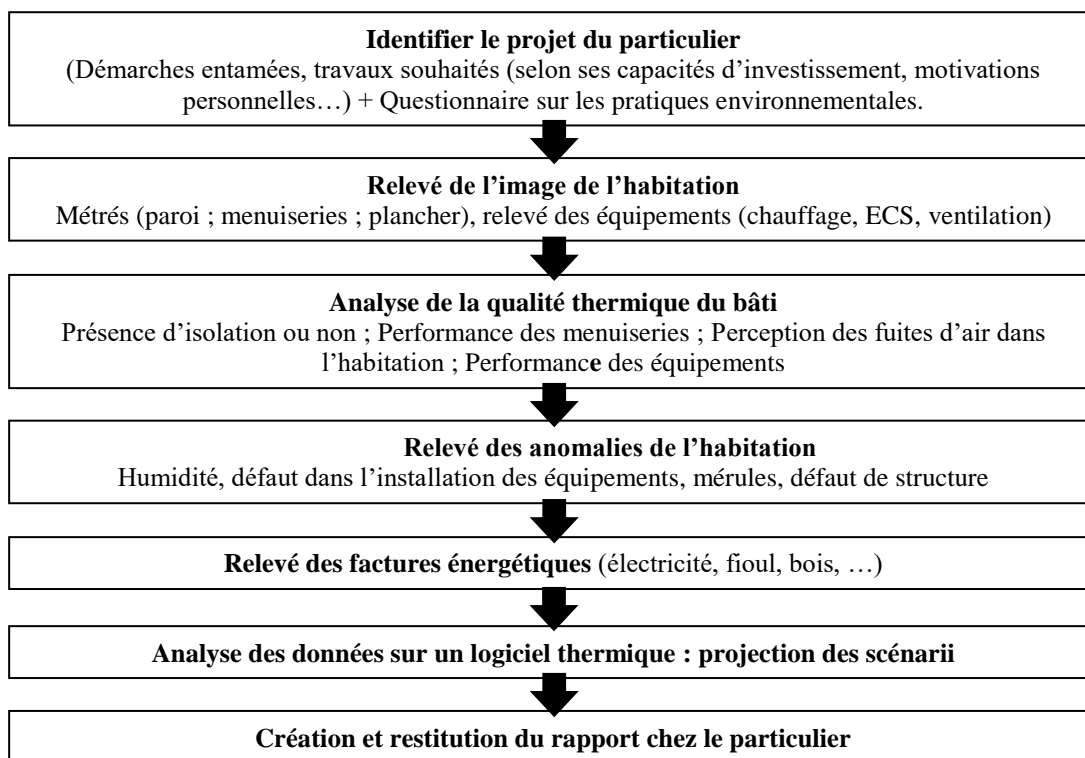 Identifier le projet du particulier
(Démarches entamées, travaux souhaités (selon ses capacités d’investissement, motivations
personnelles…) + Questionnaire sur les pratiques environnementales.
Relevé de l’image de l’habitation
Métrés (paroi ; menuiseries ; plancher), relevé des équipements (chauffage, ECS, ventilation)
Analyse de la qualité thermique du bâti
Présence d’isolation ou non ; Performance des menuiseries ; Perception des fuites d’air dans
l’habitation ; Performance des équipements
Relevé des anomalies de l’habitation
Humidité, défaut dans l’installation des équipements, mérules, défaut de structure
Relevé des factures énergétiques (électricité, fioul, bois, …)
Analyse des données sur un logiciel thermique : projection des scénarii
Création et restitution du rapport chez le particulier